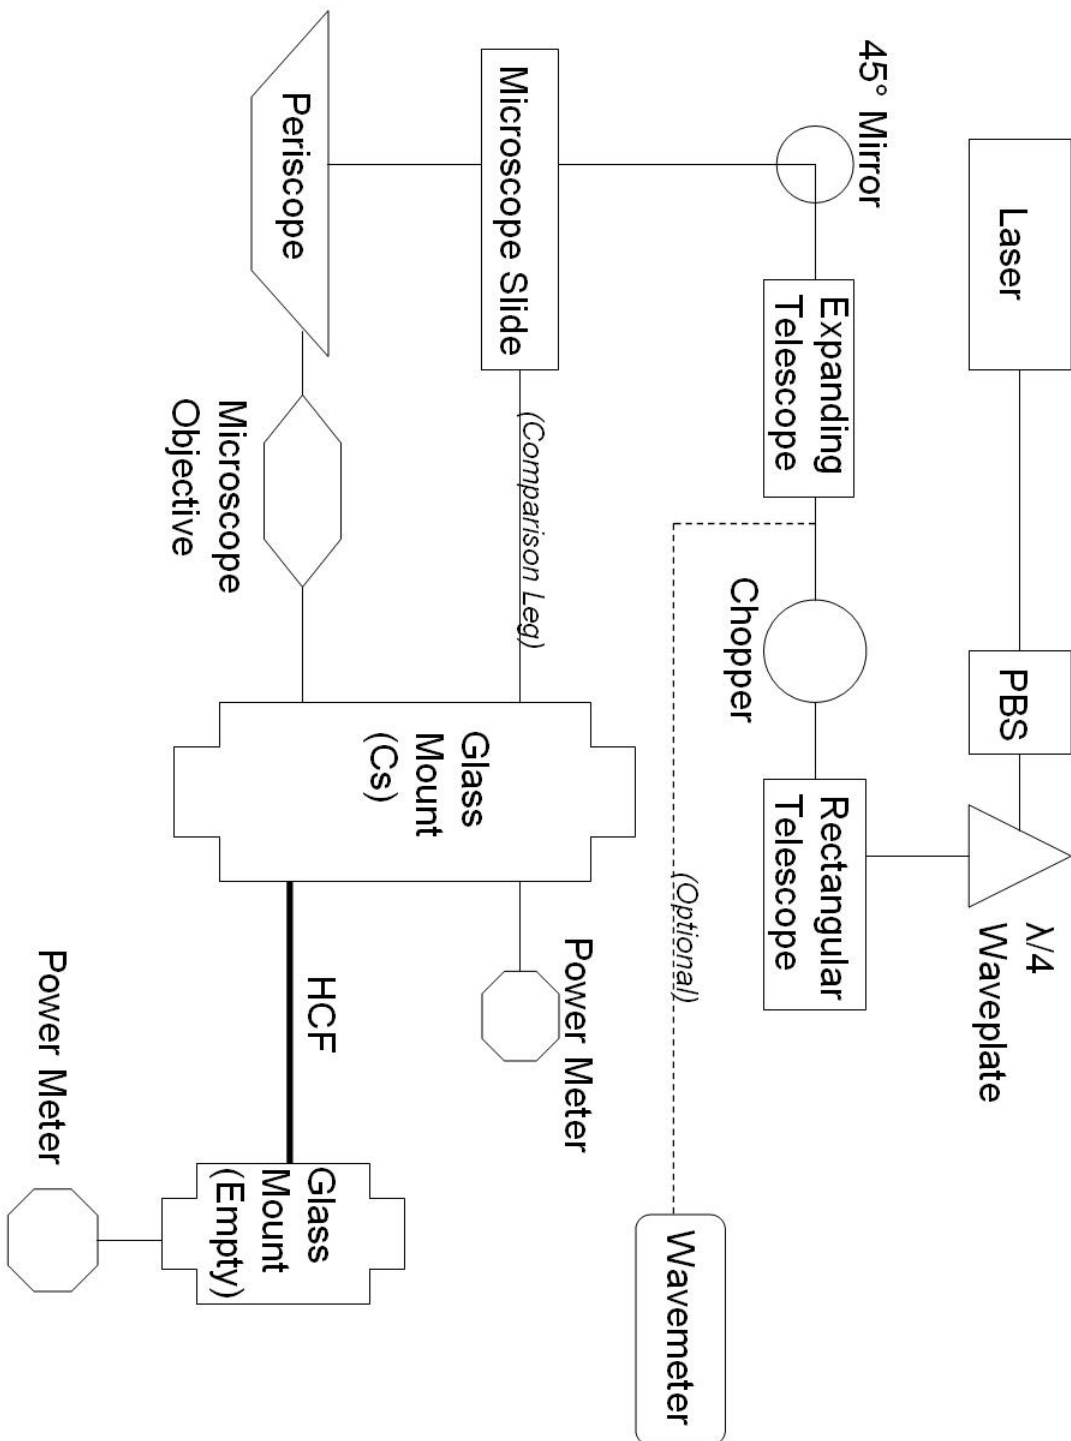 Laser
PBS
λ/4
Waveplate
45° Mirror
Expanding
Telescope
Chopper
Rectangular
Telescope
(Optional)
Wavemeter
Microscope Slide
(Comparison Leg)
Power Meter
Periscope
Microscope
Objective
Glass
Mount
(Cs)
HCF
Glass
Mount
(Empty)
Power Meter